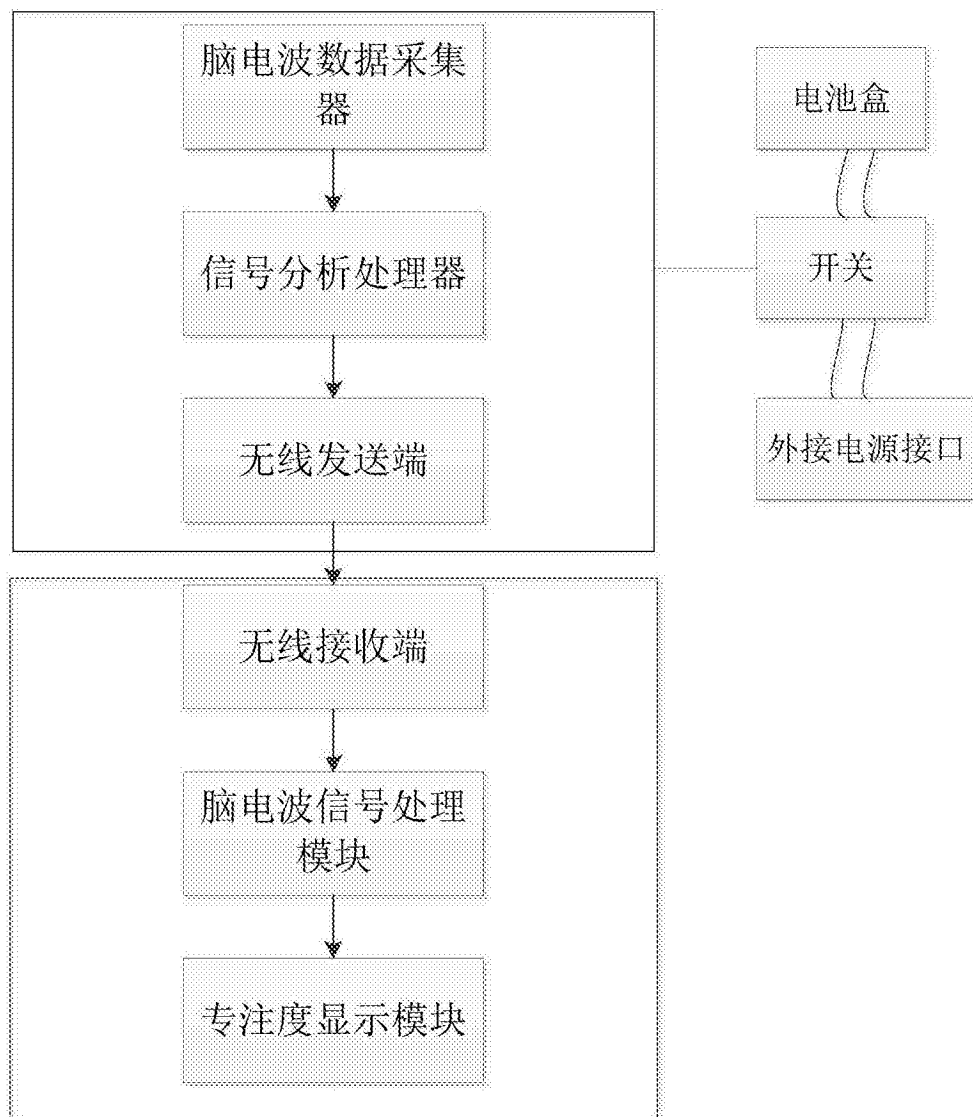 脑电波数据采集
器
信号分析处理器
无线发送端
无线接收端
脑电波信号处理
模块
专注度显示模块
电池盒
开关
外接电源接口